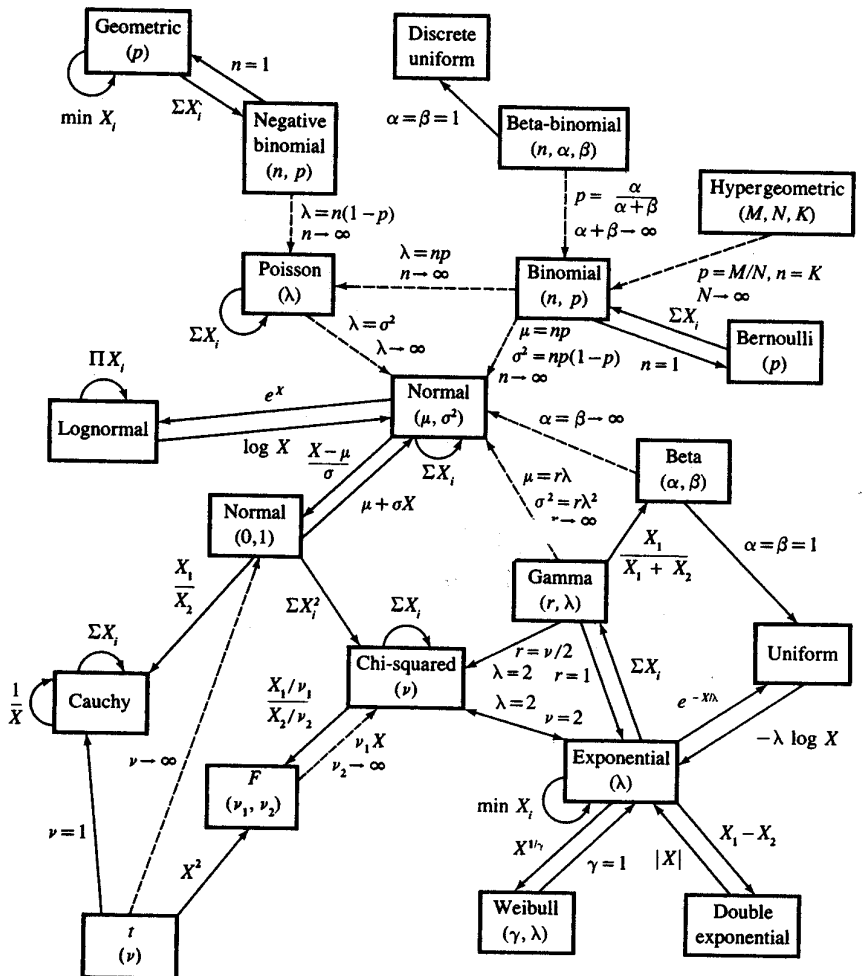 Geometric
(p)
n = 1
min X_i
ΣX_i
Negative
binomial
(n, p)
Discrete
uniform
α = β = 1
Beta-binomial
(n, α, β)
Hypergeometric
(M, N, K)
λ = n(1 − p)
n → ∞
p = α / (α + β)
α + β → ∞
λ = np
n → ∞
p = M/N, n = K
N → ∞
Poisson
(λ)
Binomial
(n, p)
ΣX_i
ΣX_i
Bernoulli
(p)
n = 1
λ = σ²
λ → ∞
μ = np
σ² = np(1 − p)
n → ∞
ΠX_i
Lognormal
e^X
log X
Normal
(μ, σ²)
ΣX_i
α = β → ∞
Beta
(α, β)
(X − μ) / σ
μ + σX
μ = rλ
σ² = rλ²
→ ∞
Normal
(0,1)
X_1 / (X_1 + X_2)
α = β = 1
Gamma
(r, λ)
X_1 / X_2
ΣX_i²
ΣX_i
ΣX_i
Uniform
Chi-squared
(ν)
r = ν/2
λ = 2
r = 1
ΣX_i
1/X
Cauchy
(X_1/ν_1) / (X_2/ν_2)
λ = 2
ν = 2
e^{−X/λ}
−λ log X
ν_1 X
ν_2 → ∞
ν → ∞
F
(ν_1, ν_2)
Exponential
(λ)
min X_i
ν = 1
X²
X^{1/γ}
γ = 1
|X|
X_1 − X_2
t
(ν)
Weibull
(γ, λ)
Double
exponential